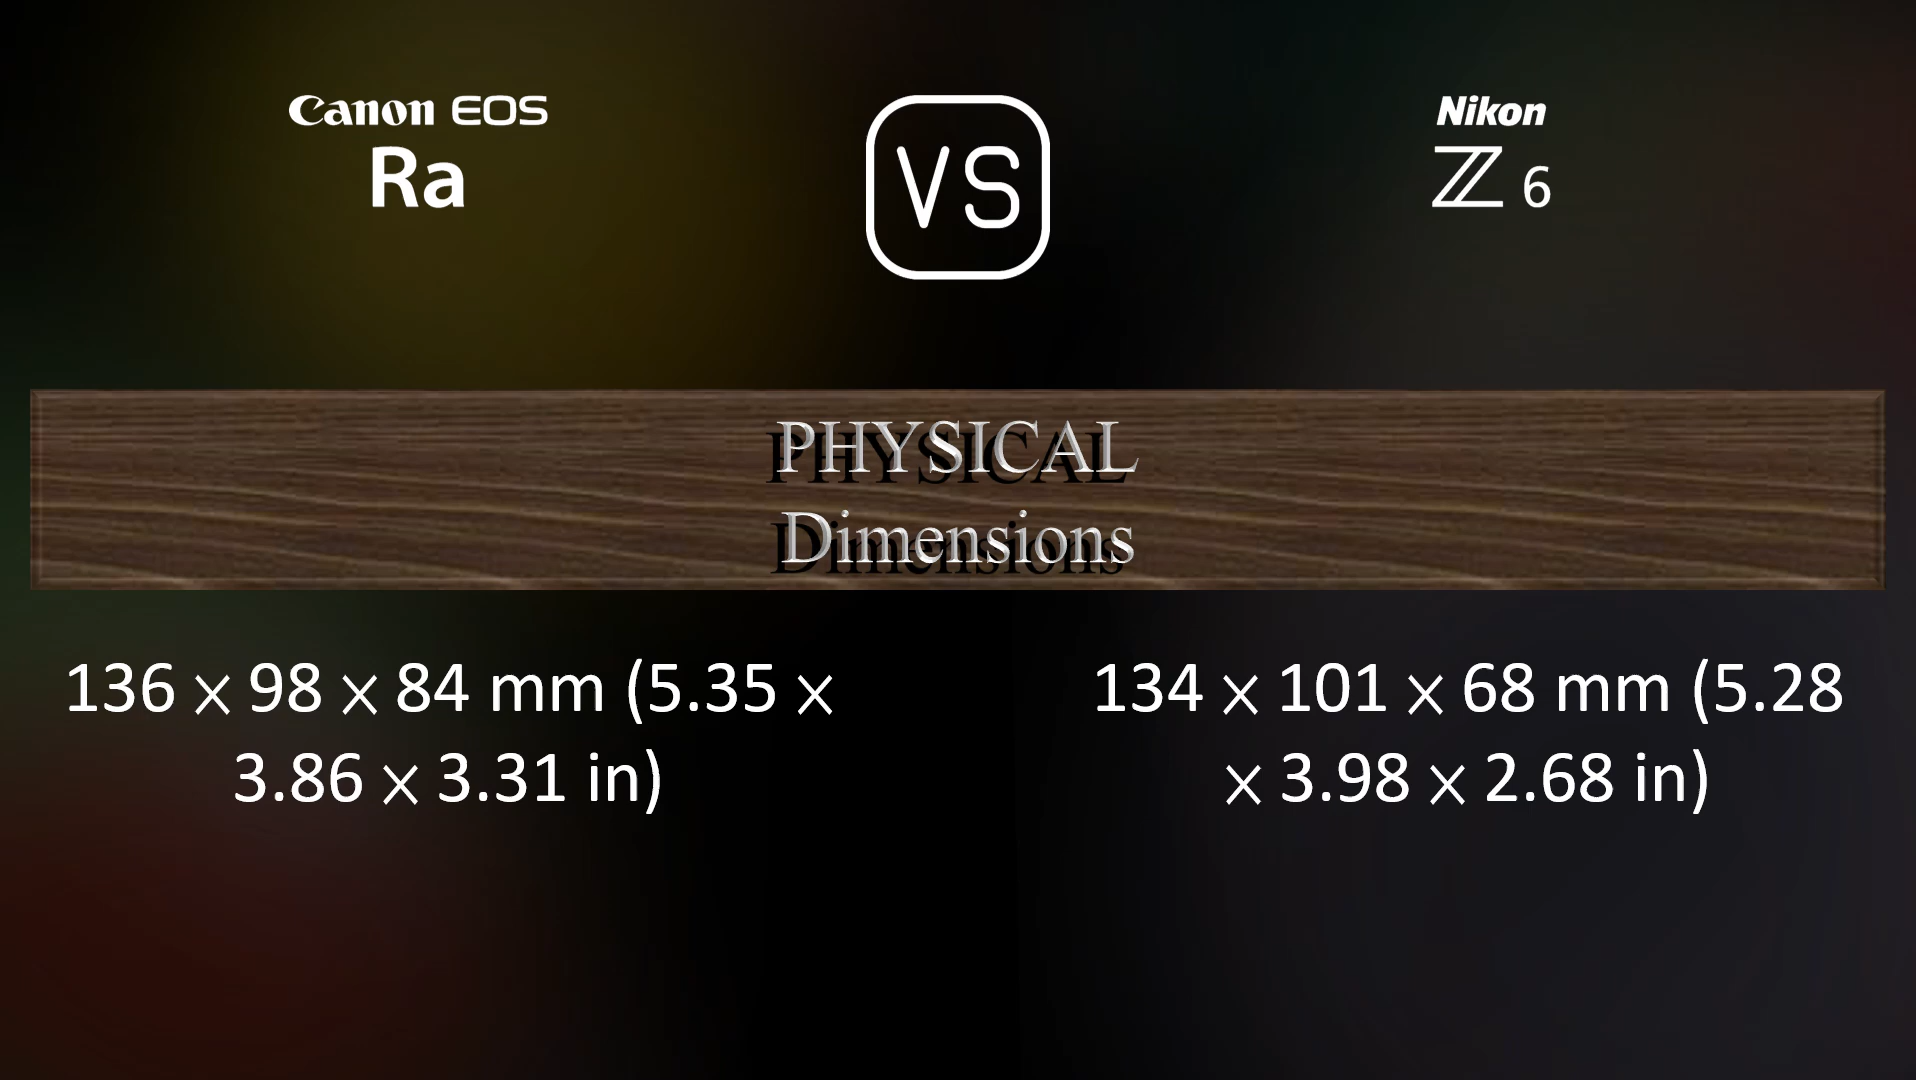 Canon EOS
Ra
VS
Nikon
Z 6
PHYSICAL
Dimensions
136 x 98 x 84 mm (5.35 x
3.86 x 3.31 in)
134 x 101 x 68 mm (5.28
x 3.98 x 2.68 in)